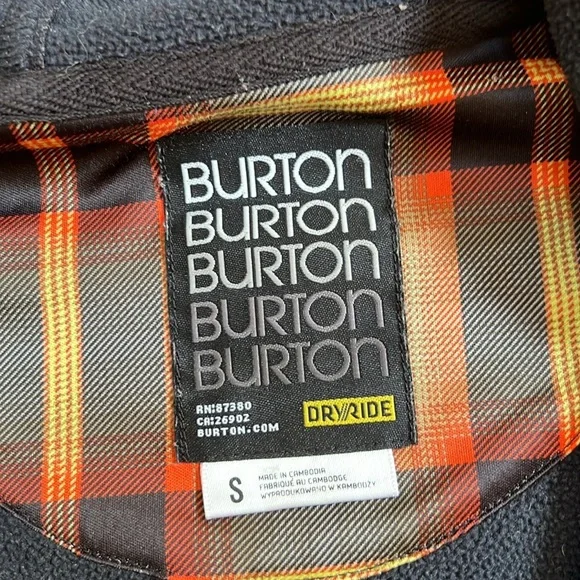 BURTON
BURTON
BURTON
BURTON
BURTON
RN:87380
CA:26902
BURTON.COM
DRYRIDE
S
MADE IN CAMBODIA
FABRIQUÉ AU CAMBODGE
WYPRODUKOWANO W KAMBODŻY